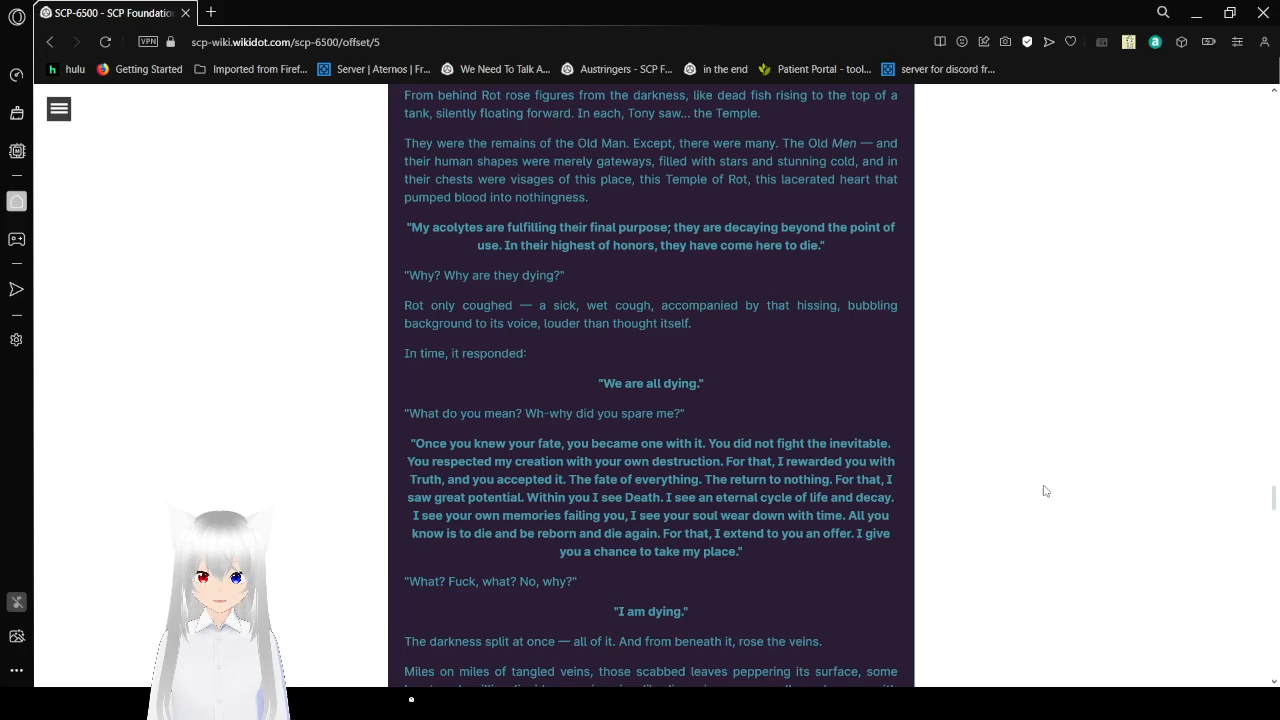 SCP-6500 - SCP Foundatio
scp-wiki.wikidot.com/scp-6500/offset/5
VPN
hulu
Getting Started
Imported from Firef...
Server | Aternos | Fr...
We Need To Talk A...
Austringers - SCP F...
in the end
Patient Portal - tool...
server for discord fr...
From behind Rot rose figures from the darkness, like dead fish rising to the top of a
tank, silently floating forward. In each, Tony saw... the Temple.
They were the remains of the Old Man. Except, there were many. The Old Men — and
their human shapes were merely gateways, filled with stars and stunning cold, and in
their chests were visages of this place, this Temple of Rot, this lacerated heart that
pumped blood into nothingness.
"My acolytes are fulfilling their final purpose; they are decaying beyond the point of
use. In their highest of honors, they have come here to die."
"Why? Why are they dying?"
Rot only coughed — a sick, wet cough, accompanied by that hissing, bubbling
background to its voice, louder than thought itself.
In time, it responded:
"We are all dying."
"What do you mean? Wh-why did you spare me?"
"Once you knew your fate, you became one with it. You did not fight the inevitable.
You respected my creation with your own destruction. For that, I rewarded you with
Truth, and you accepted it. The fate of everything. The return to nothing. For that, I
saw great potential. Within you I see Death. I see an eternal cycle of life and decay.
I see your own memories failing you, I see your soul wear down with time. All you
know is to die and be reborn and die again. For that, I extend to you an offer. I give
you a chance to take my place."
"What? Fuck, what? No, why?"
"I am dying."
The darkness split at once — all of it. And from beneath it, rose the veins.
Miles on miles of tangled veins, those scabbed leaves peppering its surface, some